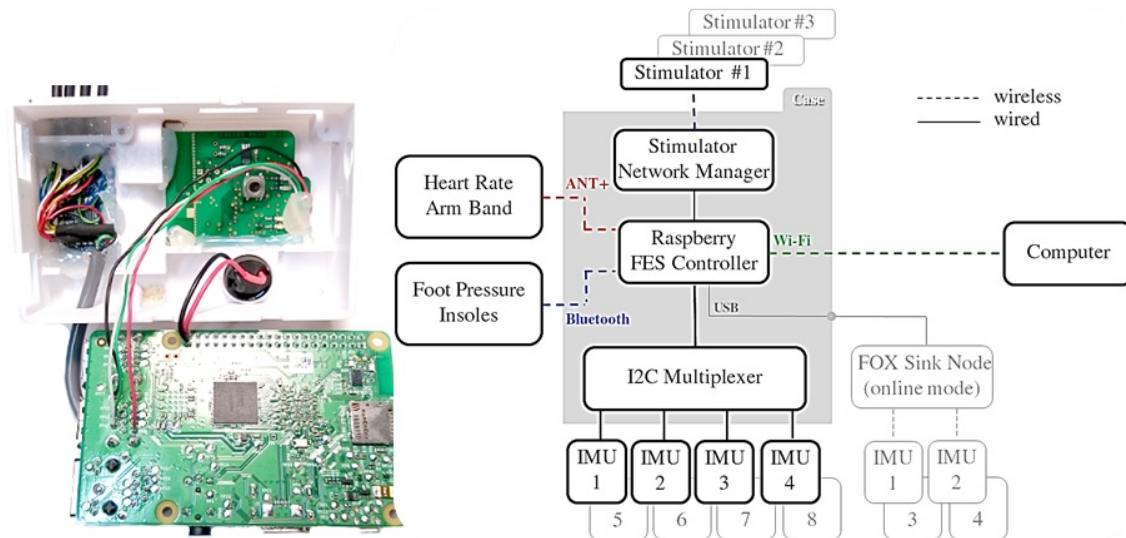 Stimulator #3
Stimulator #2
Stimulator #1
Case
wireless
wired
Stimulator
Network Manager
Heart Rate
Arm Band
ANT+
Raspberry
FES Controller
Wi-Fi
Computer
Foot Pressure
Insoles
Bluetooth
USB
I2C Multiplexer
FOX Sink Node
(online mode)
IMU
1
IMU
2
IMU
3
IMU
4
IMU
1
IMU
2
5
6
7
8
3
4